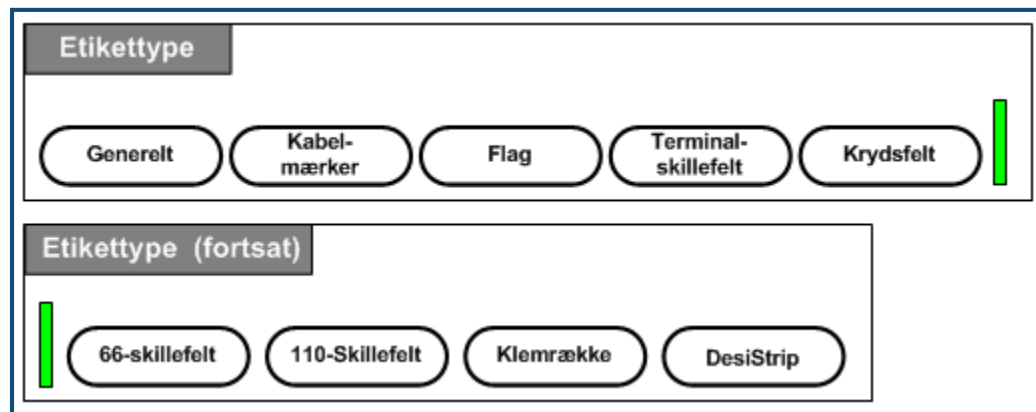 Etikettype
Generelt
Kabel-
mærker
Flag
Terminal-
skillefelt
Krydsfelt
Etikettype (fortsat)
66-skillefelt
110-Skillefelt
Klemrække
DesiStrip